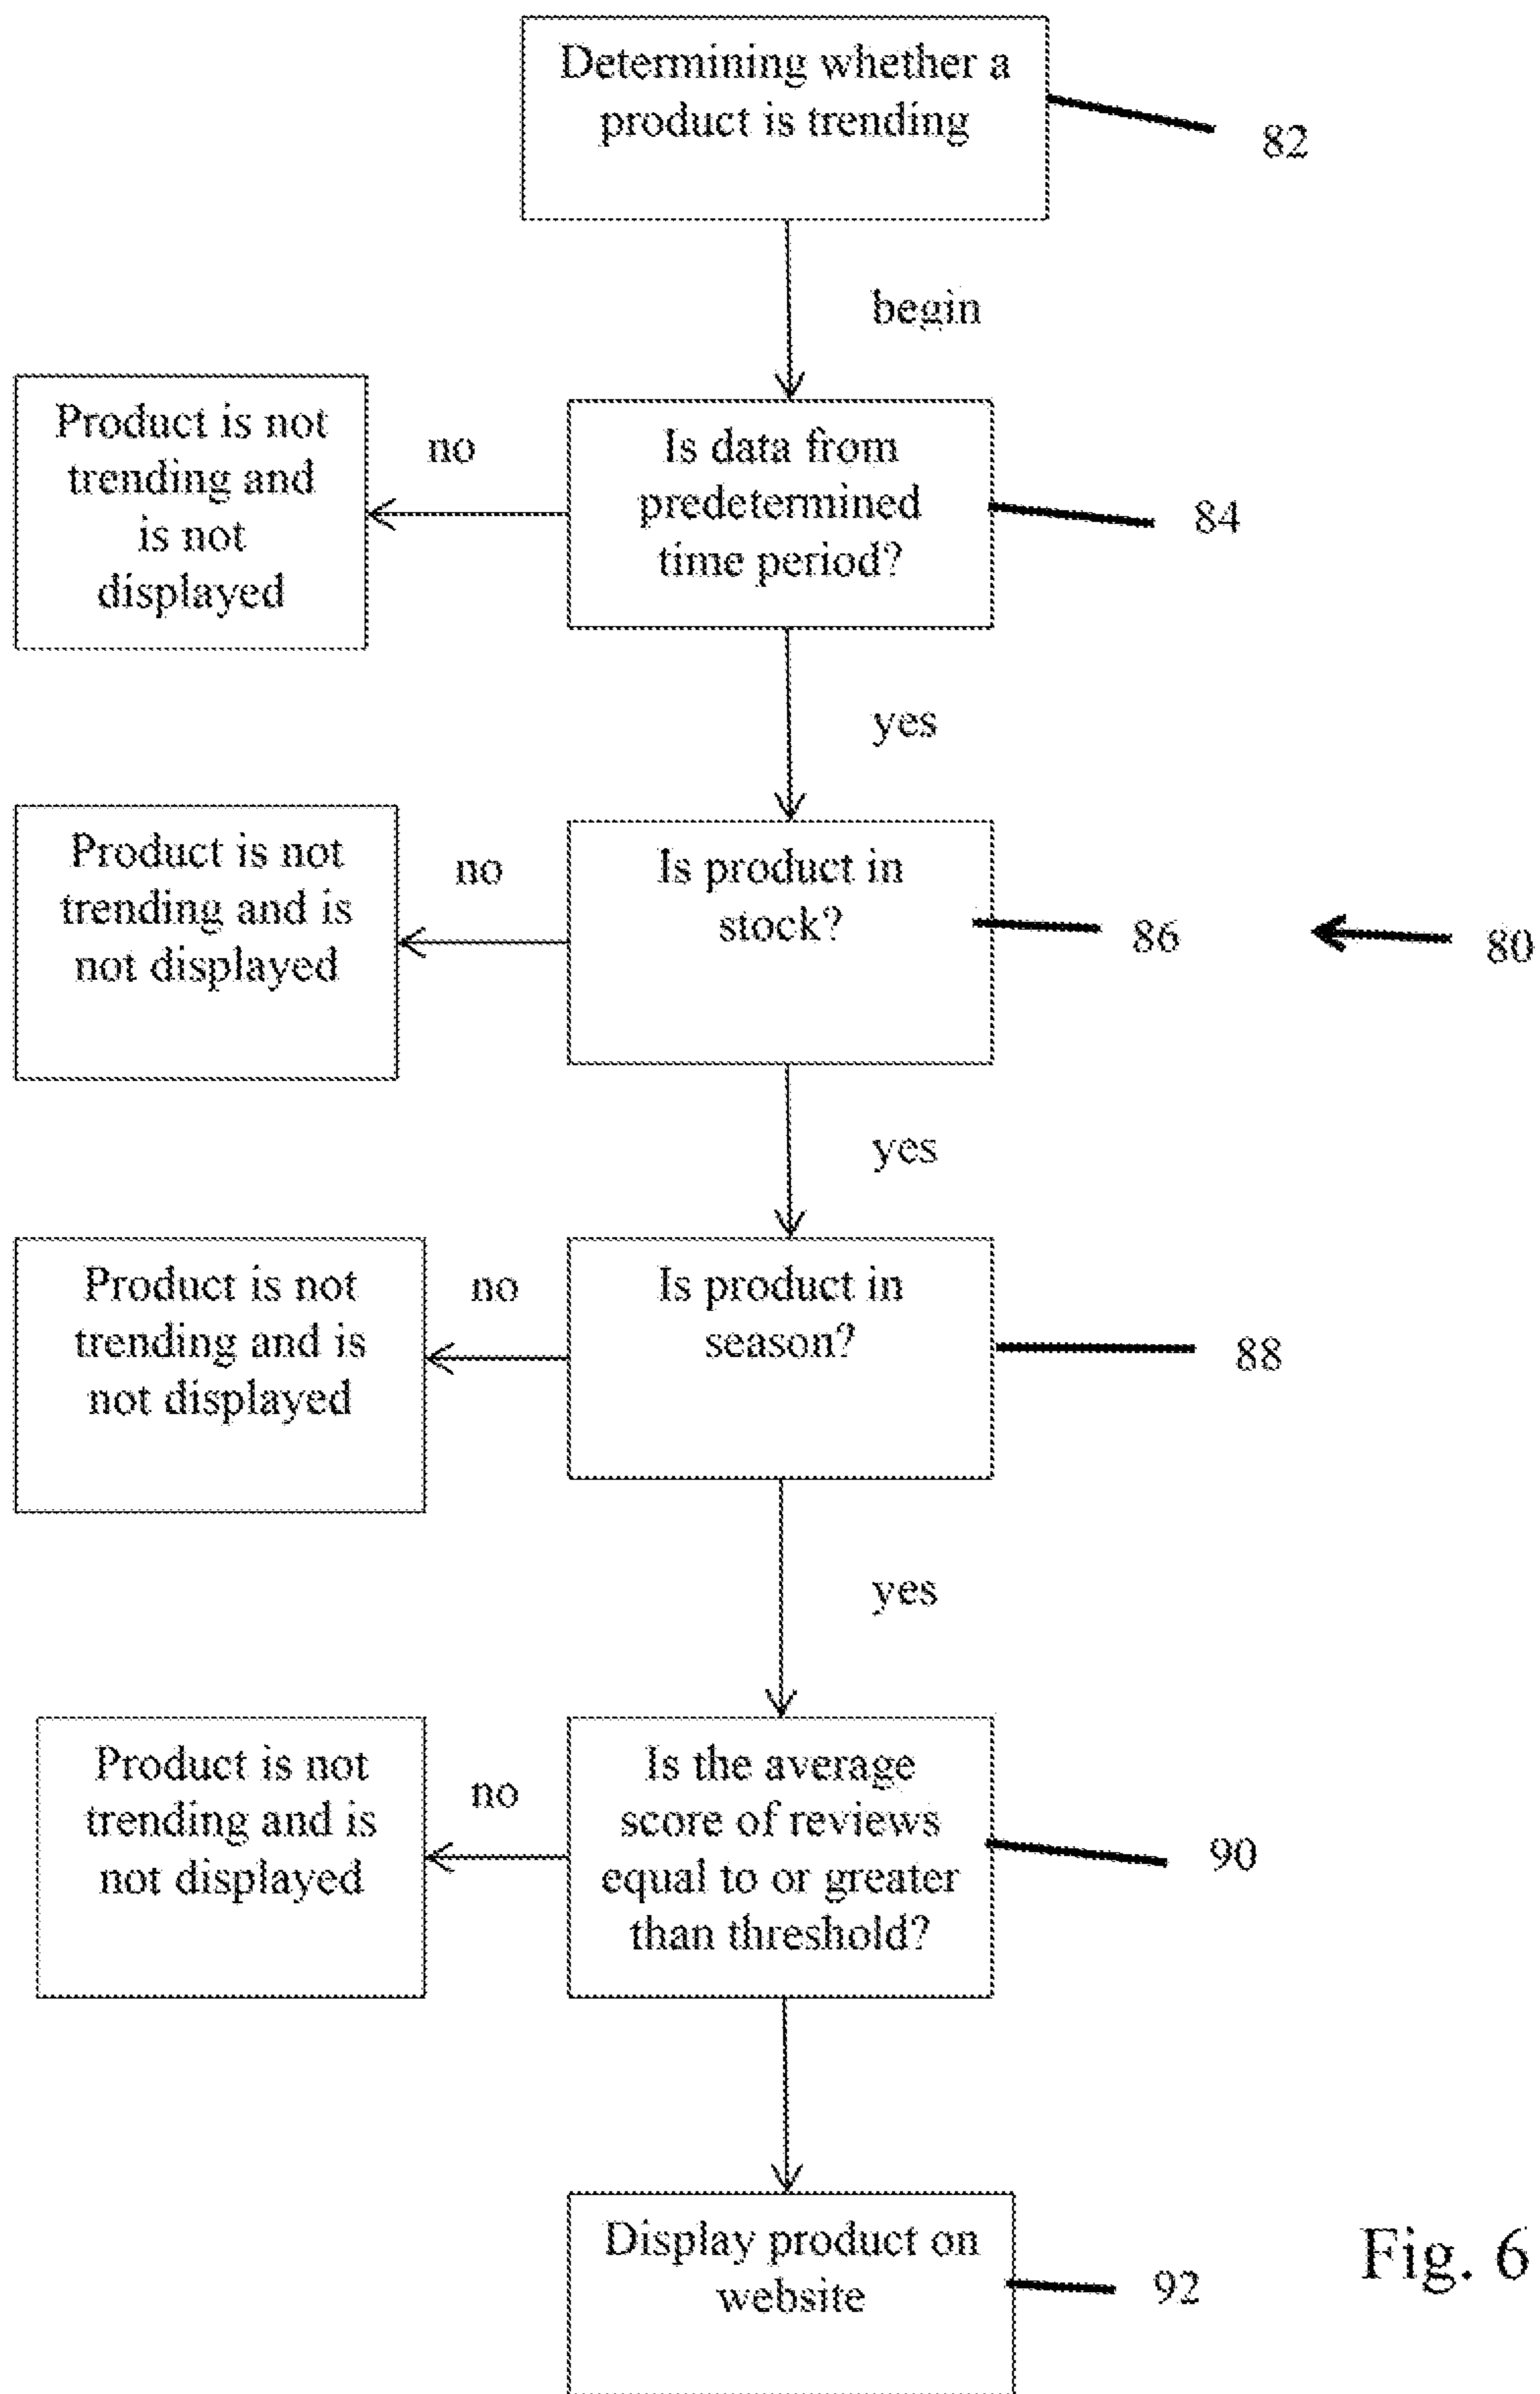 Determining whether a
product is trending
82
begin
Product is not
trending and
is not
displayed
no
Is data from
predetermined
time period?
84
yes
Product is not
trending and is
not displayed
no
Is product in
stock?
86
80
yes
Product is not
trending and is
not displayed
no
Is product in
season?
88
yes
Product is not
trending and is
not displayed
no
Is the average
score of reviews
equal to or greater
than threshold?
90
Display product on
website
92
Fig. 6